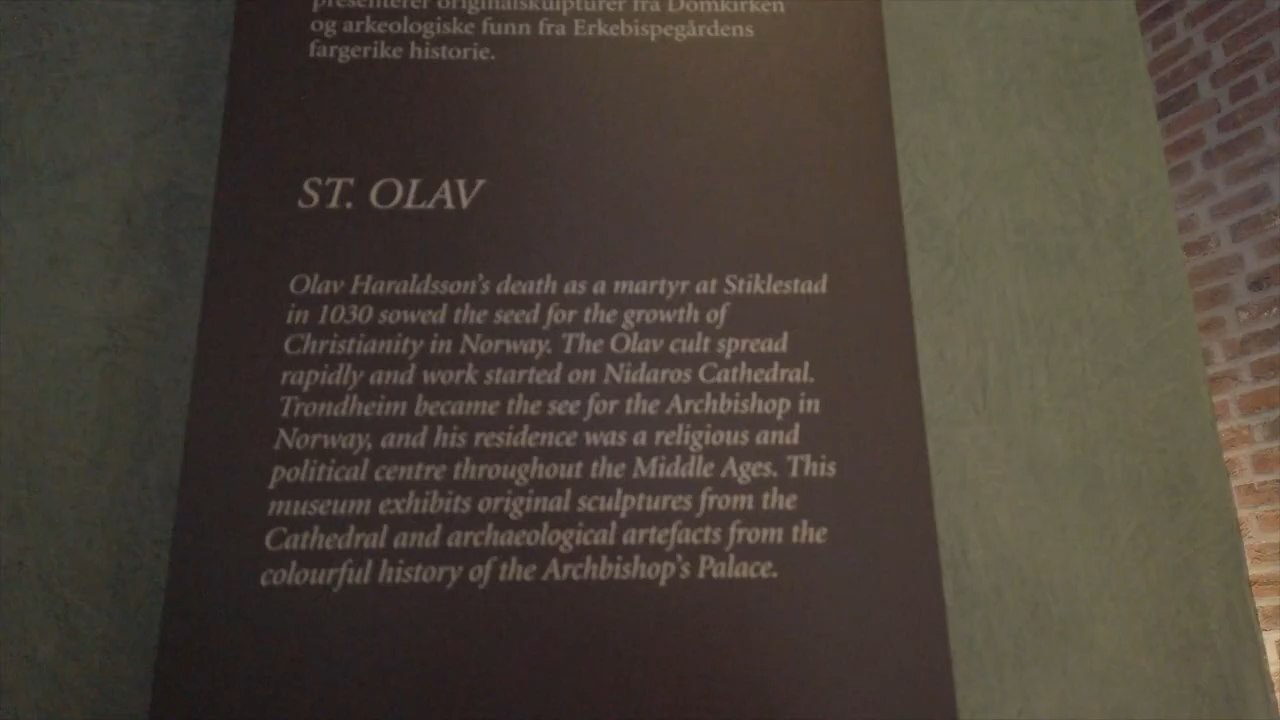 presenterer originalskulpturer fra Domkirken
og arkeologiske funn fra Erkebispegårdens
fargerike historie.
ST. OLAV
Olav Haraldsson's death as a martyr at Stiklestad
in 1030 sowed the seed for the growth of
Christianity in Norway. The Olav cult spread
rapidly and work started on Nidaros Cathedral.
Trondheim became the see for the Archbishop in
Norway, and his residence was a religious and
political centre throughout the Middle Ages. This
museum exhibits original sculptures from the
Cathedral and archaeological artefacts from the
colourful history of the Archbishop's Palace.